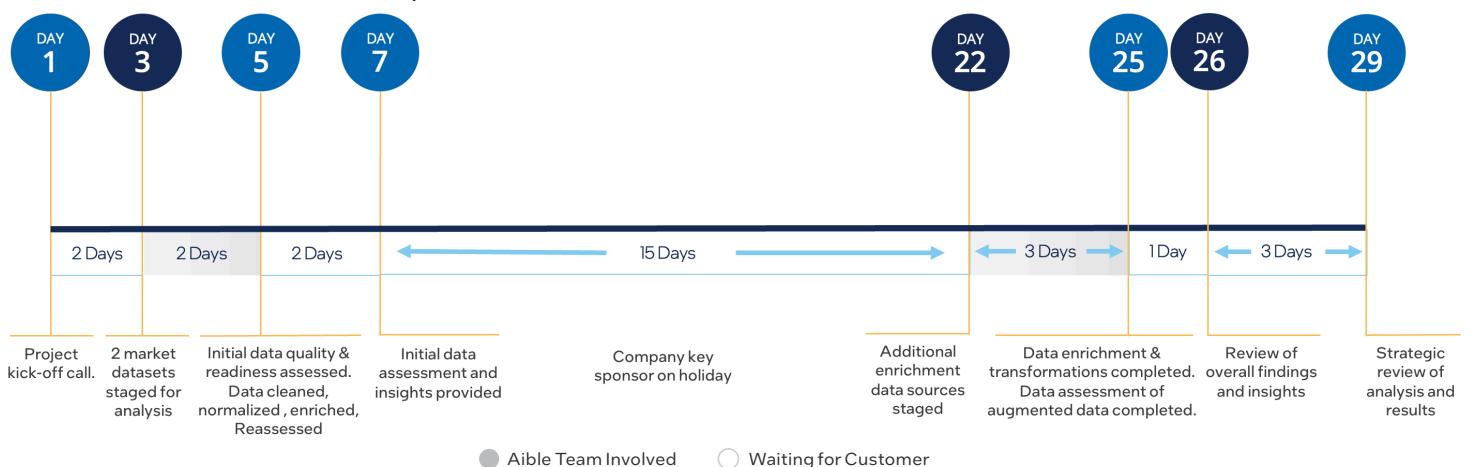 DAY
1
DAY
3
DAY
5
DAY
7
DAY
22
DAY
25
DAY
26
DAY
29
2 Days
2 Days
2 Days
15 Days
3 Days
1 Day
3 Days
Project
kick-off call.
2 market
datasets
staged for
analysis
Initial data quality &
readiness assessed.
Data cleaned,
normalized , enriched,
Reassessed
Initial data
assessment and
insights provided
Company key
sponsor on holiday
Additional
enrichment
data sources
staged
Data enrichment &
transformations completed.
Data assessment of
augmented data completed.
Review of
overall findings
and insights
Strategic
review of
analysis and
results
Aible Team Involved
Waiting for Customer